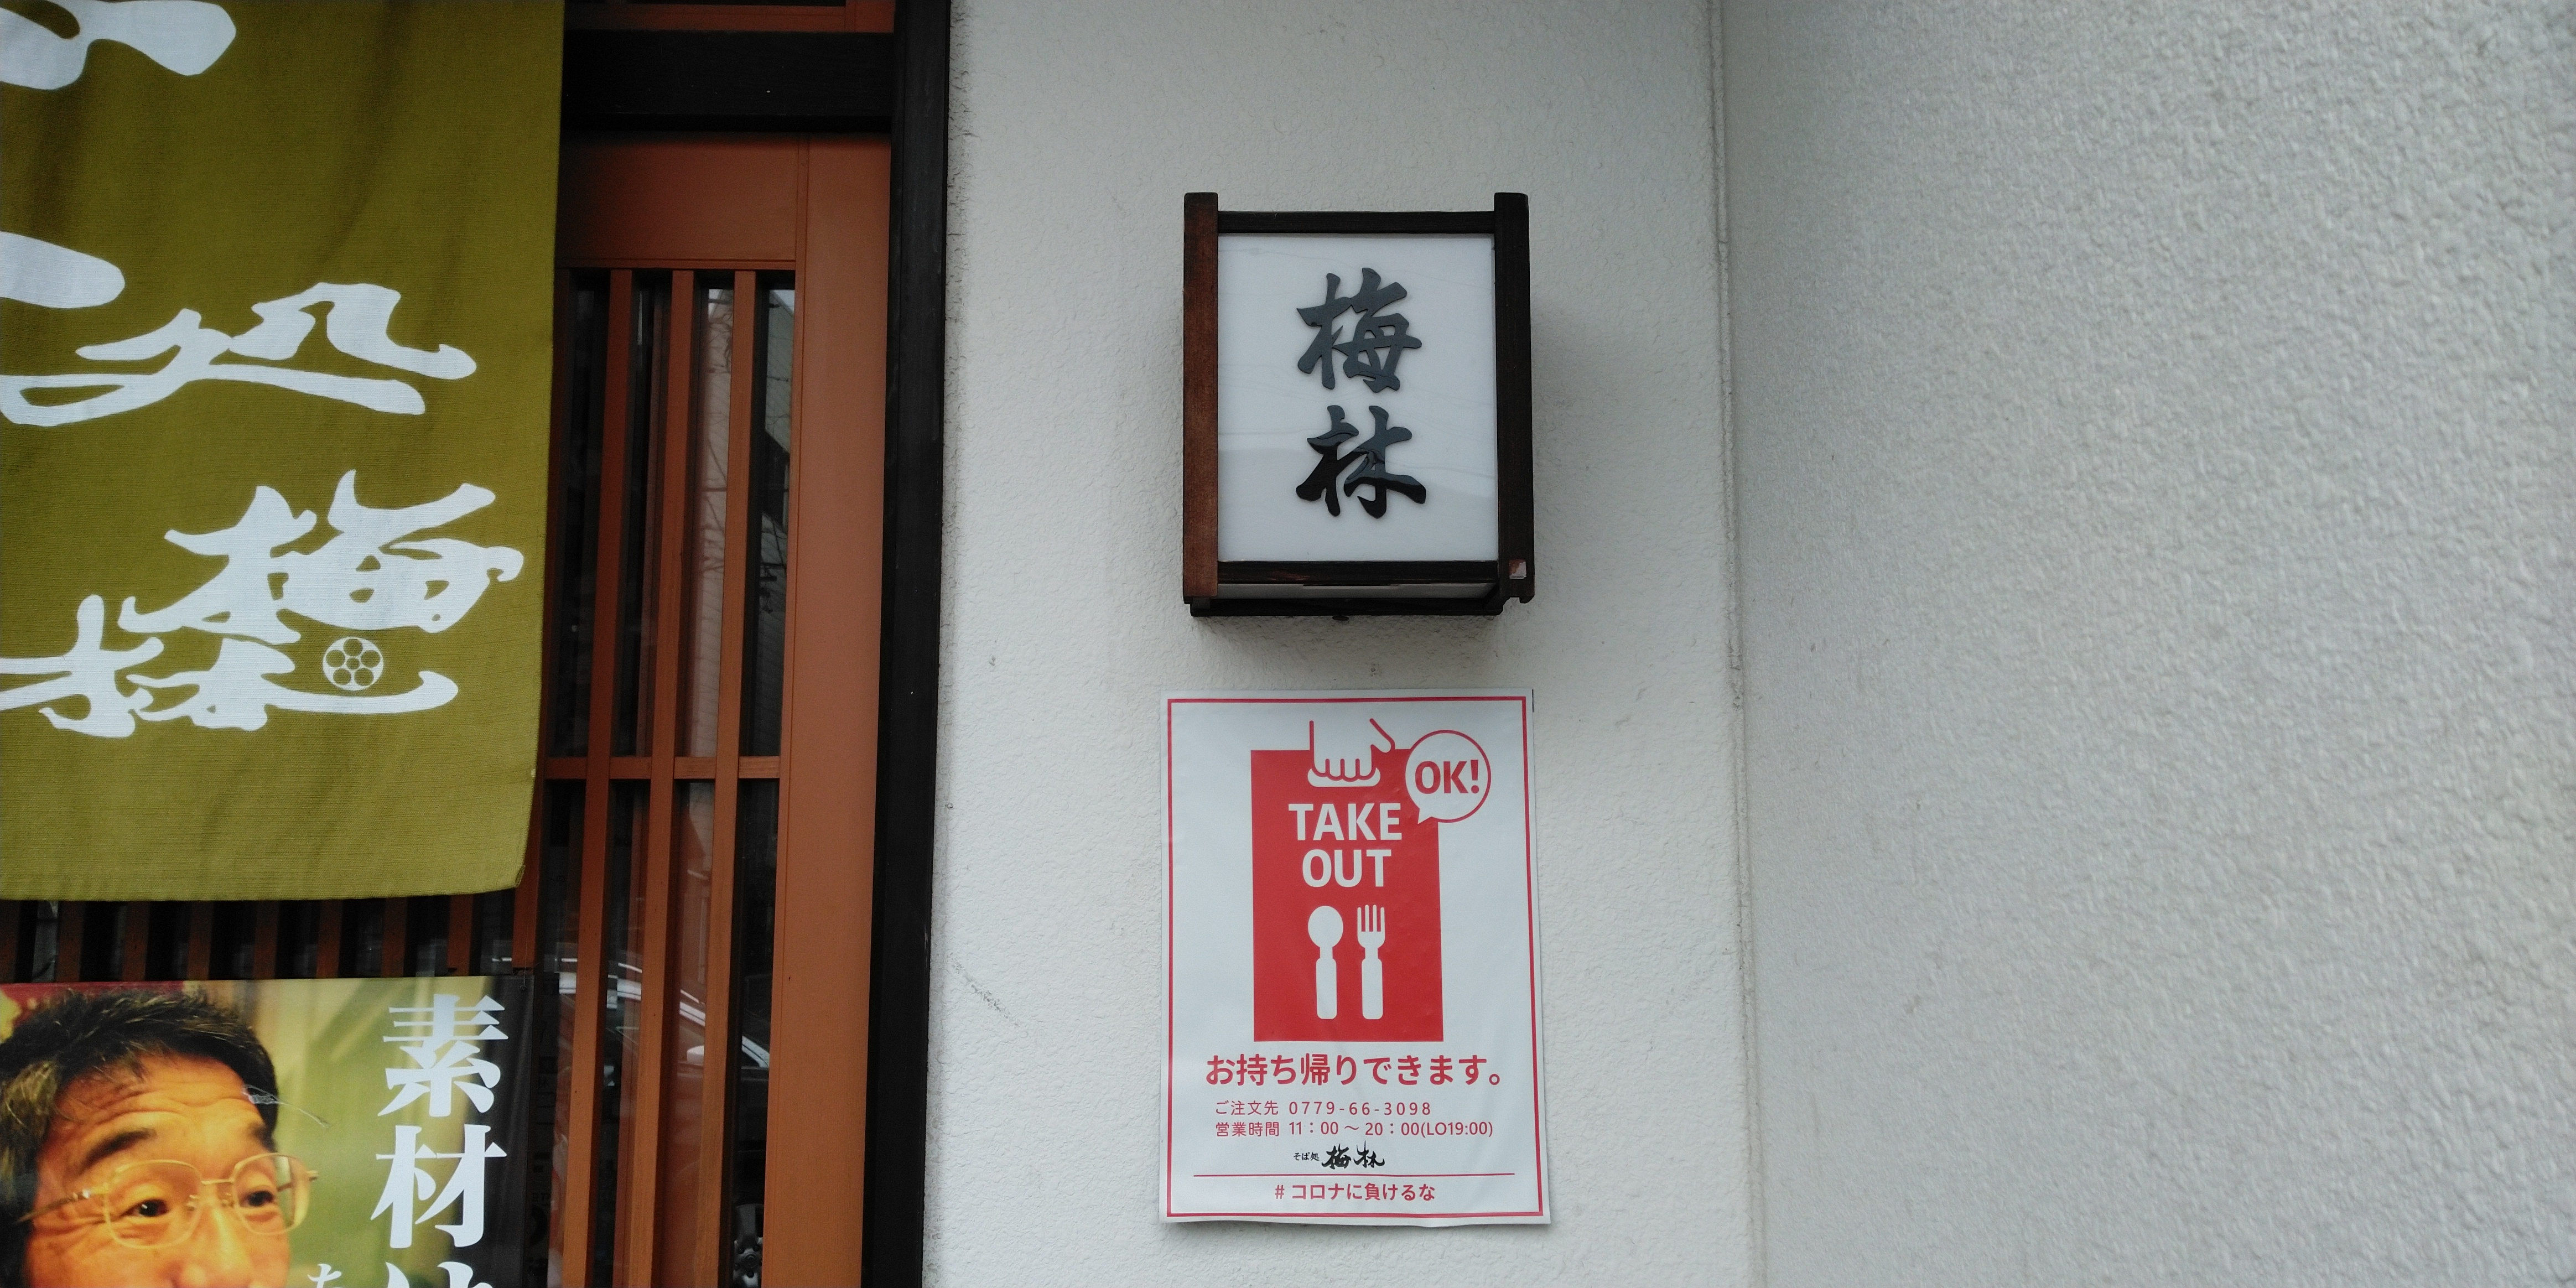 処
梅林
梅
林
OK!
TAKE
OUT
お持ち帰りできます。
ご注文先 0779-66-3098
営業時間 11：00 〜 20：00(LO19:00)
そば処 梅林
# コロナに負けるな
素材